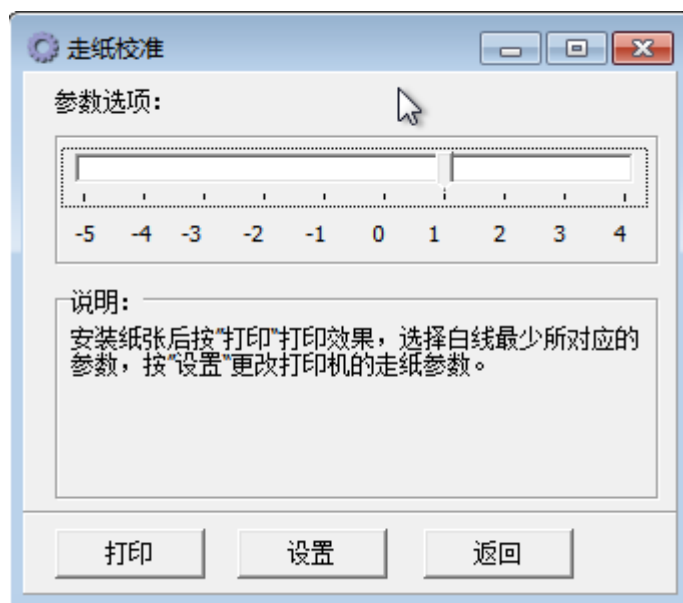 走纸校准
参数选项:
-5 -4 -3 -2 -1 0 1 2 3 4
说明:
安装纸张后按"打印"打印效果，选择白线最少所对应的
参数，按"设置"更改打印机的走纸参数。
打印 设置 返回